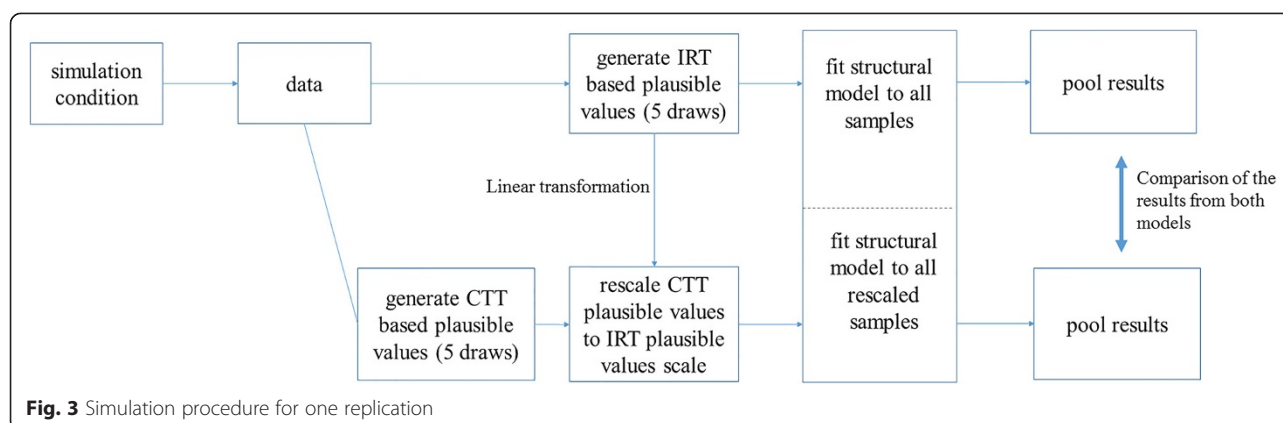 simulation
condition
data
generate IRT
based plausible
values (5 draws)
fit structural
model to all
samples
pool results
Linear transformation
Comparison of the
results from both
models
generate CTT
based plausible
values (5 draws)
rescale CTT
plausible values
to IRT plausible
values scale
fit structural
model to all
rescaled
samples
pool results
Fig. 3 Simulation procedure for one replication